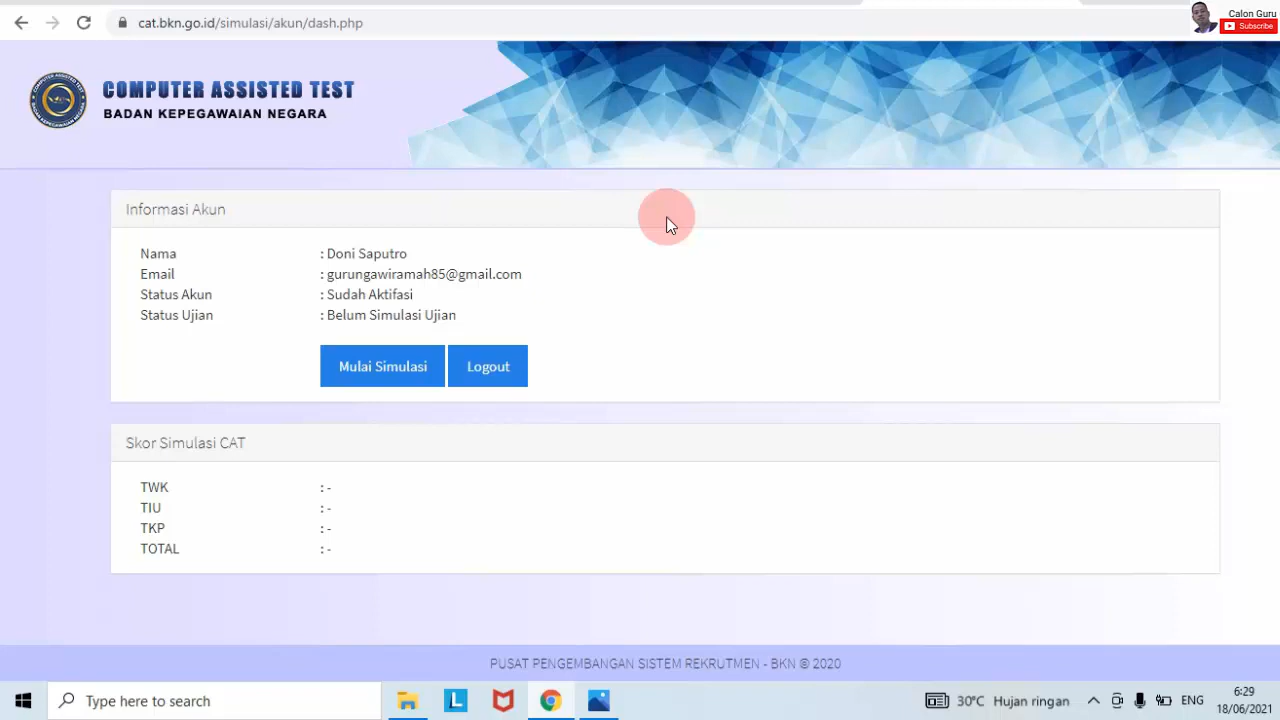 cat.bkn.go.id/simulasi/akun/dash.php
Calon Guru
Subscribe
COMPUTER ASSISTED TEST
BADAN KEPEGAWAIAN NEGARA
Informasi Akun
Nama : Doni Saputro
Email : gurungawiramah85@gmail.com
Status Akun : Sudah Aktifasi
Status Ujian : Belum Simulasi Ujian
Mulai Simulasi Logout
Skor Simulasi CAT
TWK : -
TIU : -
TKP : -
TOTAL : -
PUSAT PENGEMBANGAN SISTEM REKRUTMEN - BKN © 2020
Type here to search
L
30°C Hujan ringan
ENG
6:29
18/06/2021